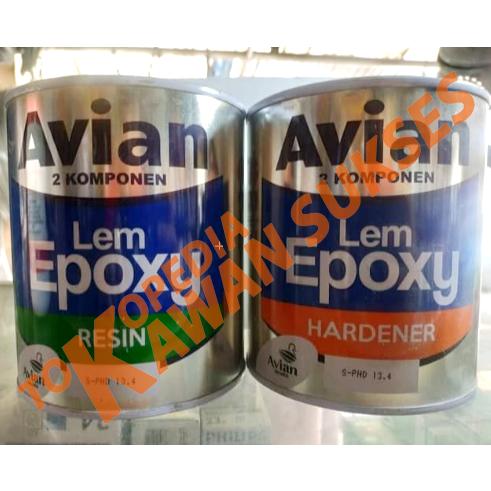 Avian
2 KOMPONEN
Lem
Epoxy
RESIN
Avian
S-PHD 13.4
Avian
2 KOMPONEN
Lem
Epoxy
HARDENER
Avian
S-PHD 13.4
TOKOPEDIA
KAWAN SUKSES